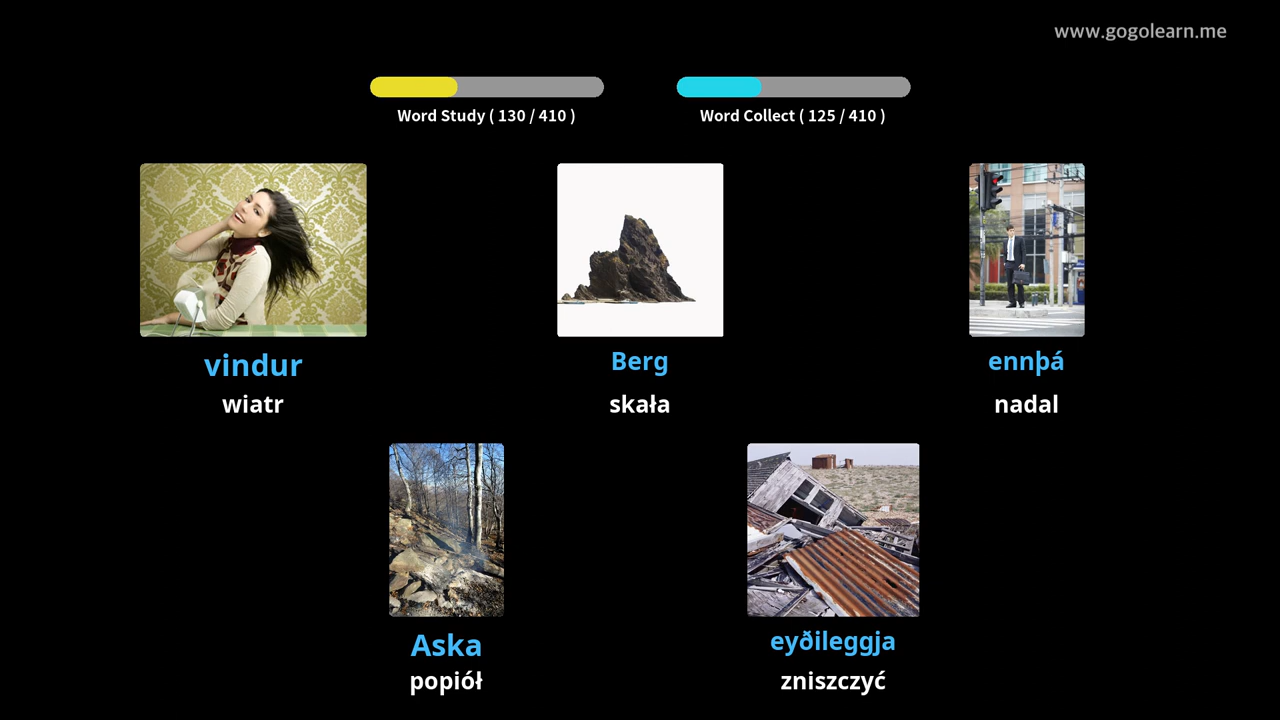 www.gogolearn.me
Word Study ( 130 / 410 )
Word Collect ( 125 / 410 )
vindur
wiatr
Berg
skała
ennþá
nadal
Aska
popiół
eyðileggja
zniszczyć